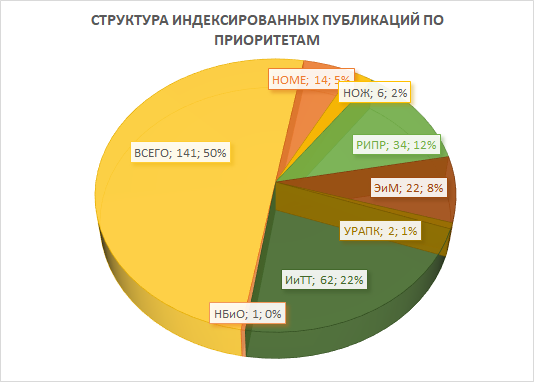 СТРУКТУРА ИНДЕКСИРОВАННЫХ ПУБЛИКАЦИЙ ПО
ПРИОРИТЕТАМ
НОМЕ; 14; 5%
НОЖ; 6; 2%
РИПР; 34; 12%
ЭиМ; 22; 8%
УРАПК; 2; 1%
ИиТТ; 62; 22%
НБиО; 1; 0%
ВСЕГО; 141; 50%